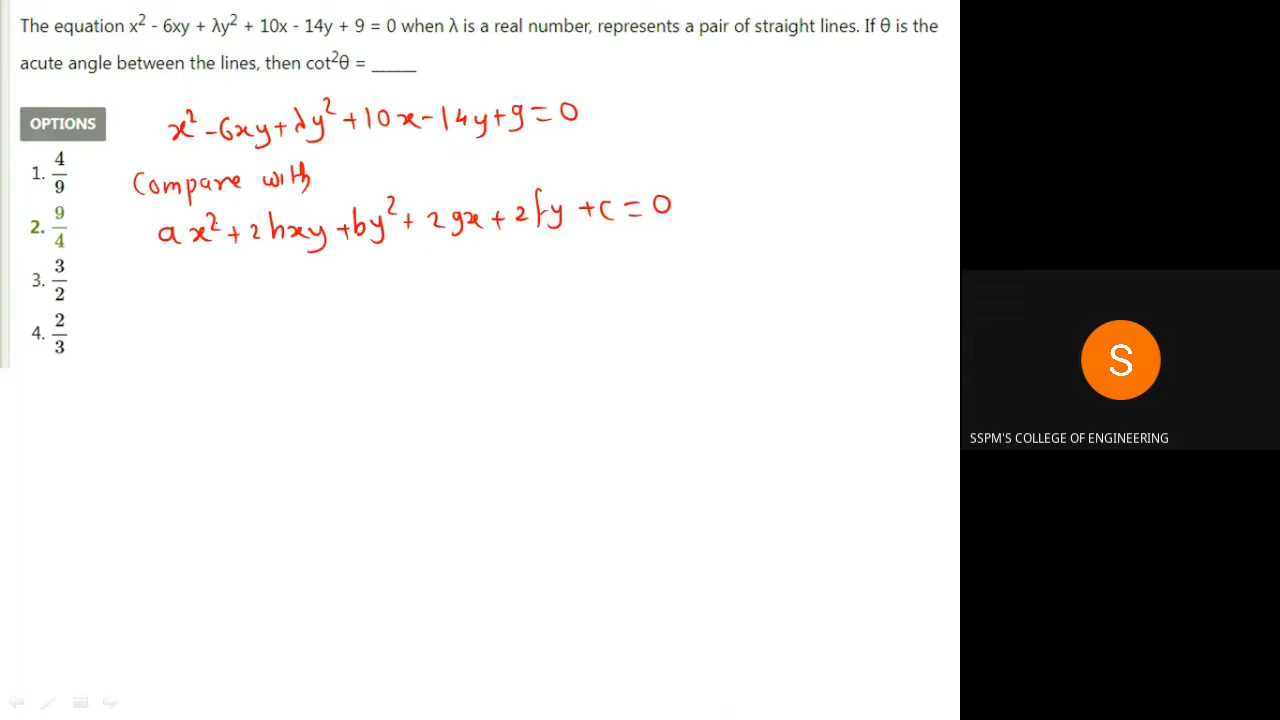 The equation x² - 6xy + λy² + 10x - 14y + 9 = 0 when λ is a real number, represents a pair of straight lines. If θ is the
acute angle between the lines, then cot²θ = _____
OPTIONS
1. 4/9
2. 9/4
3. 3/2
4. 2/3
x² - 6xy + λy² + 10x - 14y + 9 = 0
Compare with
ax² + 2hxy + by² + 2gx + 2fy + c = 0
S
SSPM'S COLLEGE OF ENGINEERING